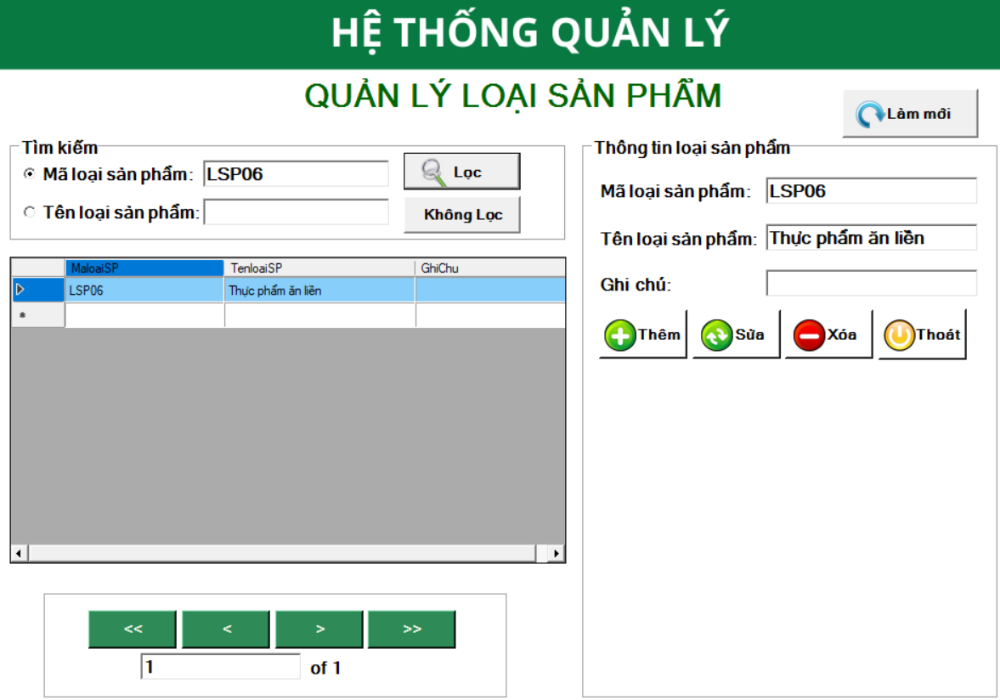 HỆ THỐNG QUẢN LÝ
QUẢN LÝ LOẠI SẢN PHẨM
Làm mới
Tìm kiếm
Mã loại sản phẩm: LSP06
Lọc
Tên loại sản phẩm:
Không Lọc
MaloaiSP TenloaiSP GhiChu
LSP06 Thực phẩm ăn liền
<<
<
>
>>
1 of 1
Thông tin loại sản phẩm
Mã loại sản phẩm: LSP06
Tên loại sản phẩm: Thực phẩm ăn liền
Ghi chú:
Thêm Sửa Xóa Thoát